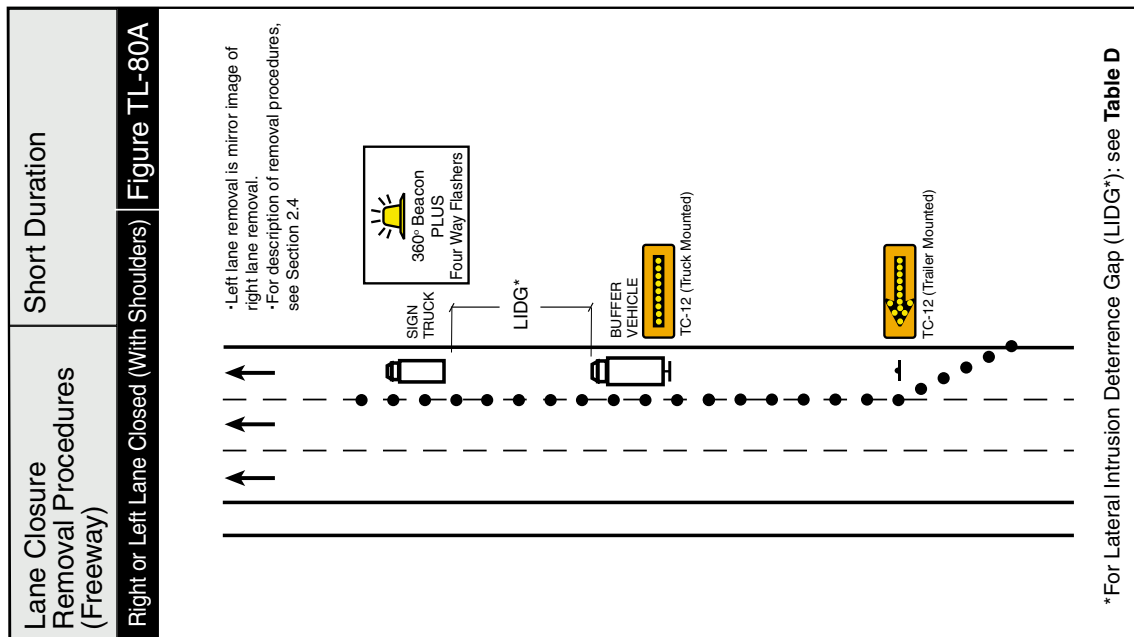 Lane Closure
Removal Procedures
(Freeway)
Short Duration
Right or Left Lane Closed (With Shoulders)
Figure TL-80A
•Left lane removal is mirror image of
right lane removal.
•For description of removal procedures,
see Section 2.4
360° Beacon
PLUS
Four Way Flashers
SIGN
TRUCK
LIDG*
BUFFER
VEHICLE
TC-12 (Truck Mounted)
TC-12 (Trailer Mounted)
*For Lateral Intrusion Deterrence Gap (LIDG*): see Table D